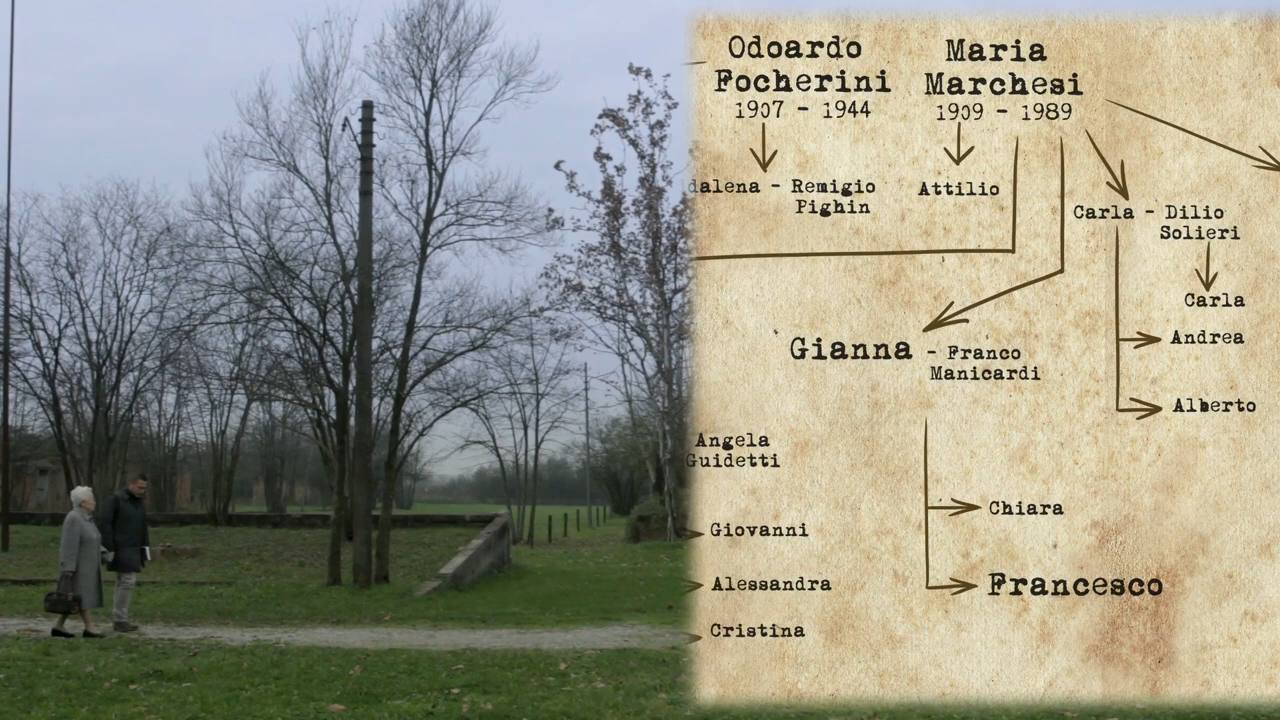 Odoardo
Focherini
1907 - 1944
Maria
Marchesi
1909 - 1989
dalena - Remigio
Pighin
Attilio
Carla - Dilio
Solieri
Carla
Andrea
Alberto
Gianna - Franco
Manicardi
Angela
Guidetti
Giovanni
Alessandra
Cristina
Chiara
Francesco